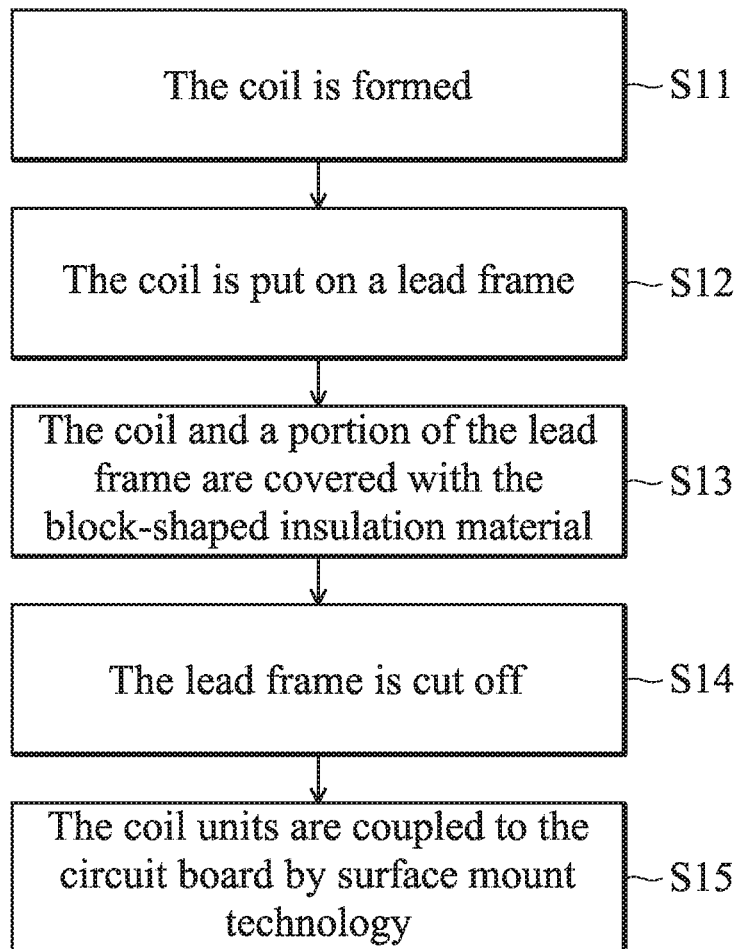 The coil is formed
S11
The coil is put on a lead frame
S12
The coil and a portion of the lead
frame are covered with the
block-shaped insulation material
S13
The lead frame is cut off
S14
The coil units are coupled to the
circuit board by surface mount
technology
S15